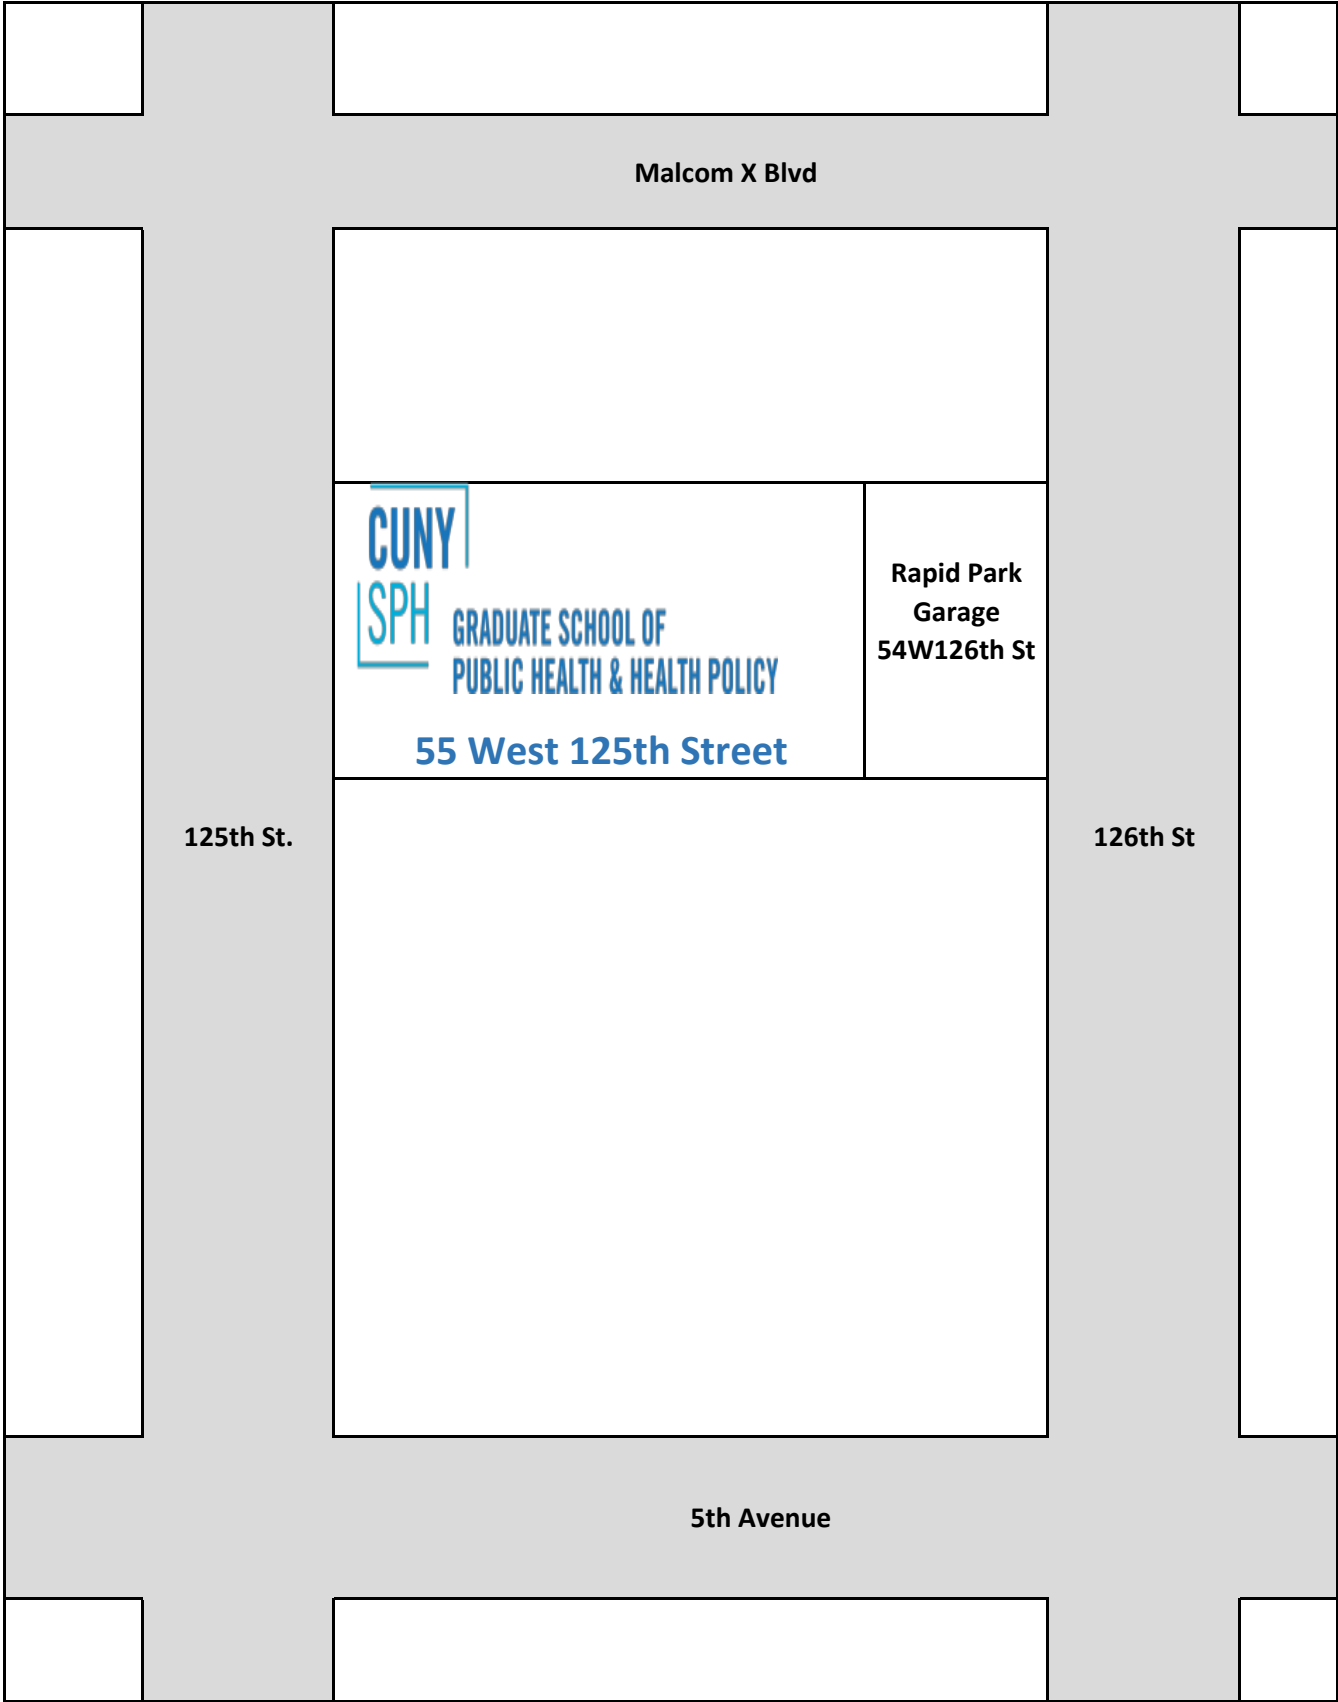 Malcom X Blvd
CUNY
SPH
GRADUATE SCHOOL OF
PUBLIC HEALTH & HEALTH POLICY
55 West 125th Street
Rapid Park
Garage
54W126th St
125th St.
126th St
5th Avenue